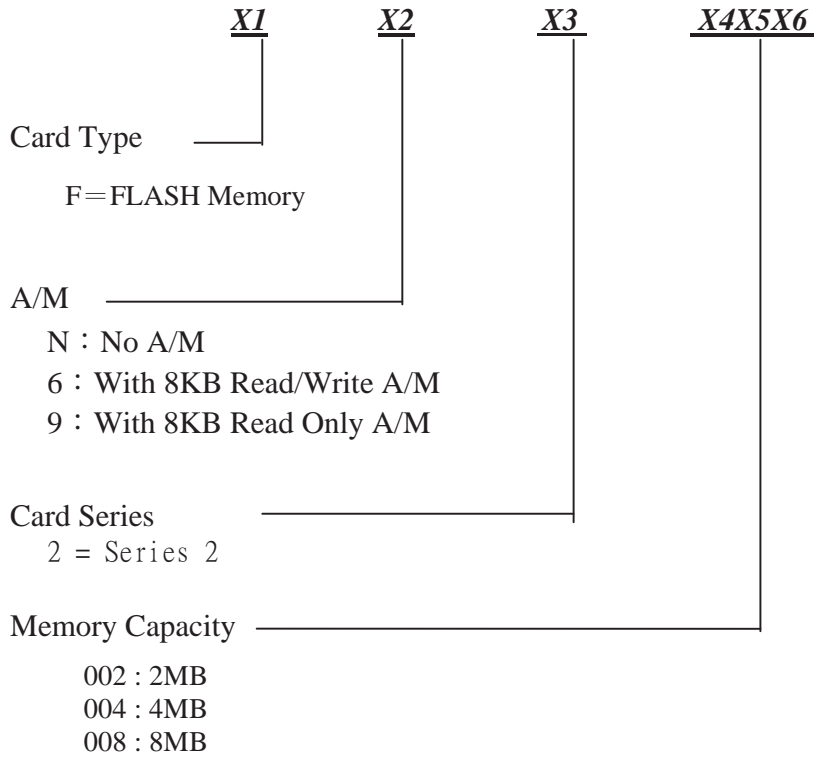 X1 X2 X3 X4X5X6
Card Type
F＝FLASH Memory
A/M
N：No A/M
6：With 8KB Read/Write A/M
9：With 8KB Read Only A/M
Card Series
2 = Series 2
Memory Capacity
002 : 2MB
004 : 4MB
008 : 8MB